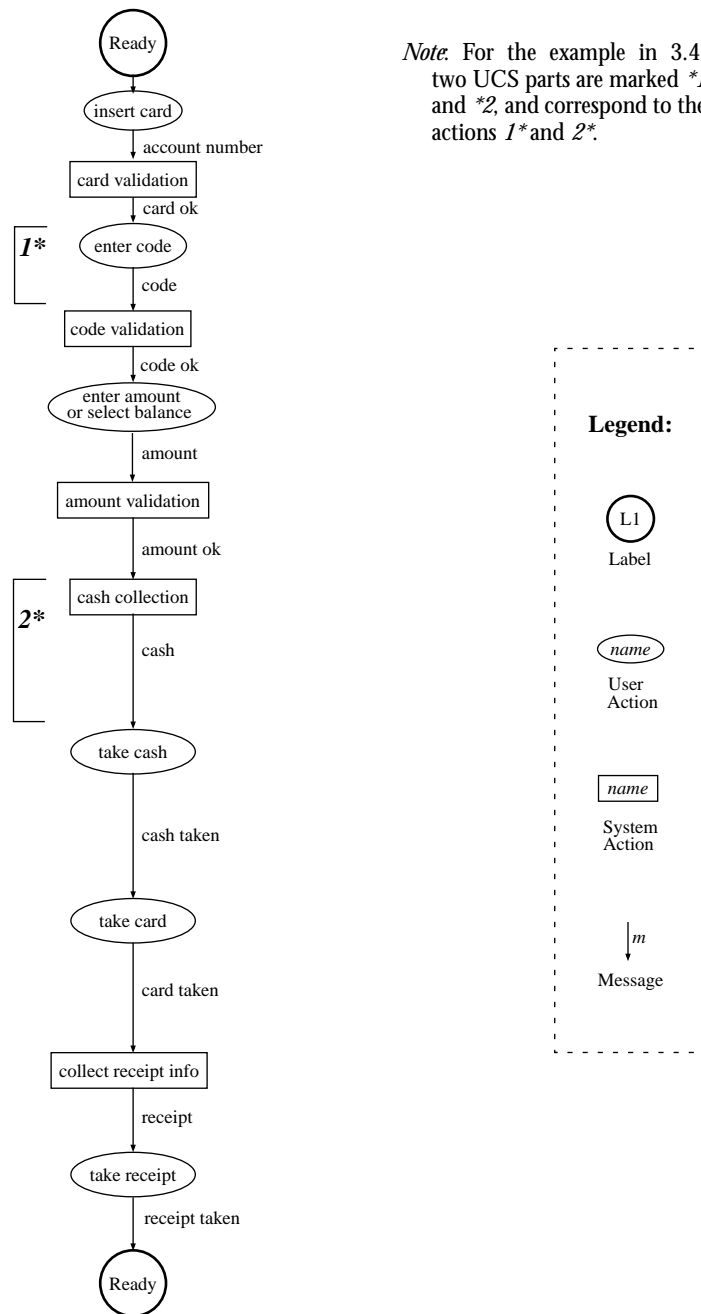 Ready
Note: For the example in 3.4
two UCS parts are marked *1
and *2, and correspond to the
actions 1* and 2*.
insert card
account number
card validation
card ok
1*
enter code
code
code validation
code ok
enter amount
or select balance
amount
amount validation
amount ok
2*
cash collection
cash
take cash
cash taken
take card
card taken
collect receipt info
receipt
take receipt
receipt taken
Ready
Legend:
L1
Label
name
User
Action
name
System
Action
m
Message